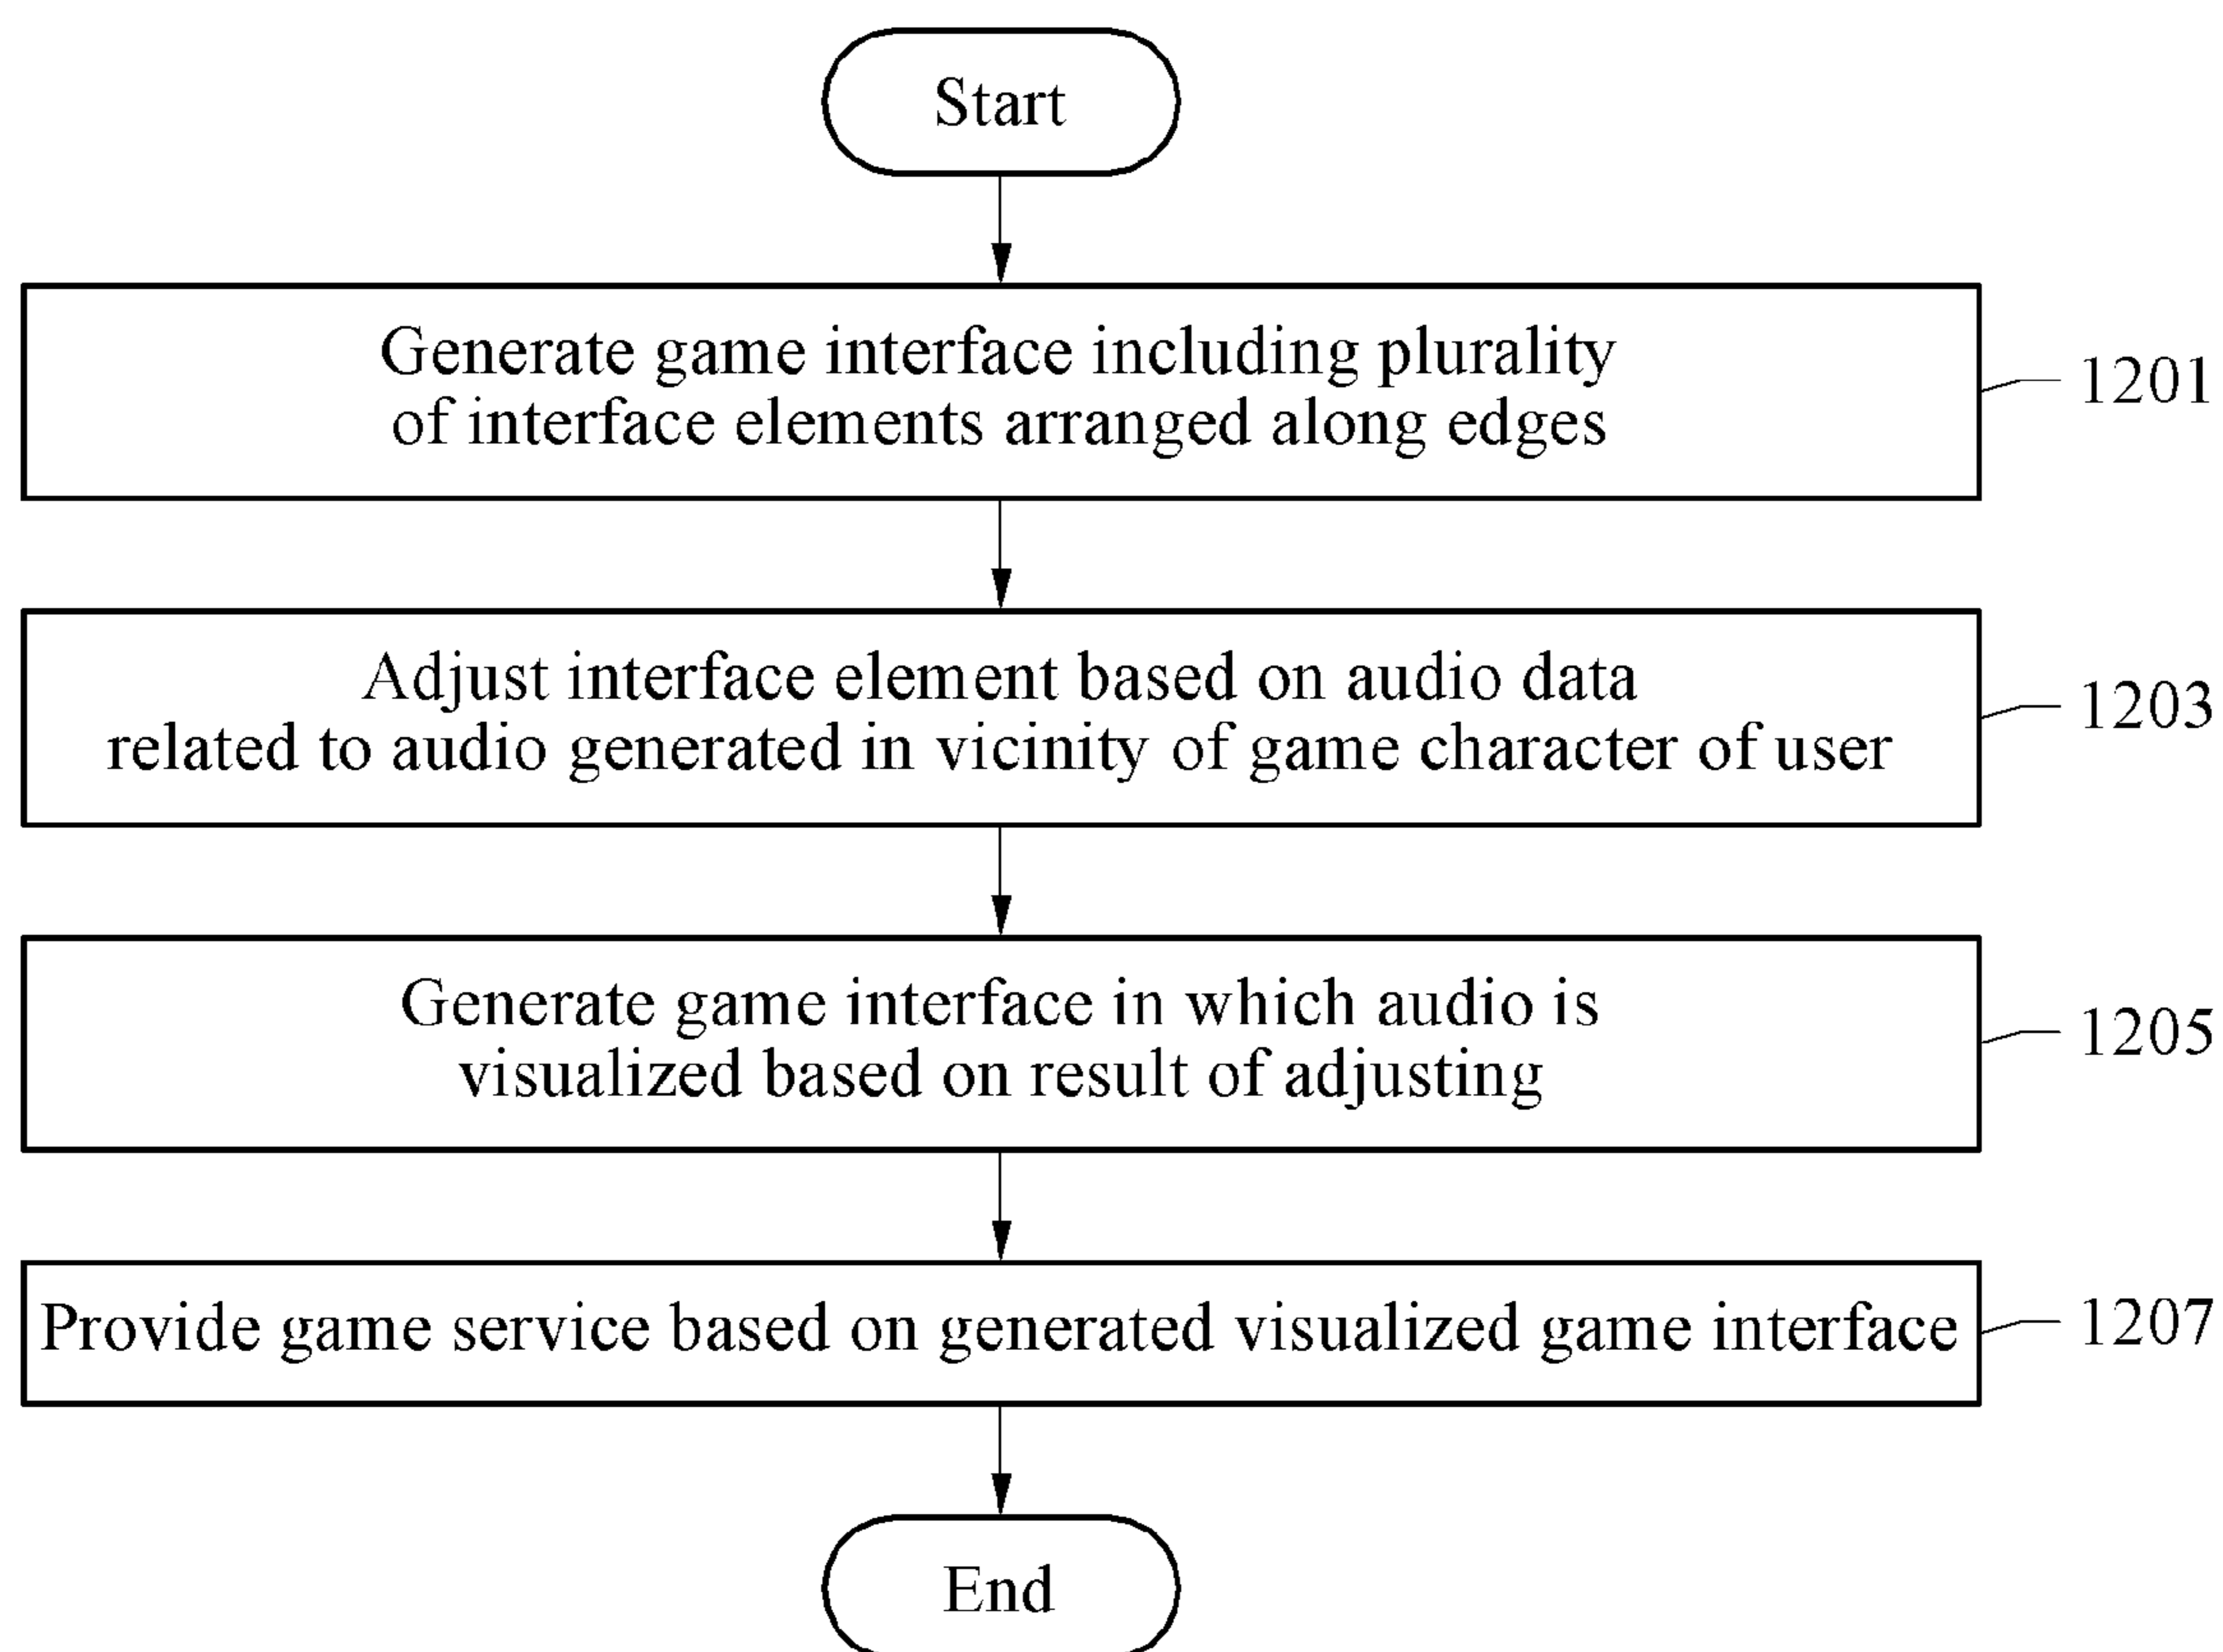 Start
Generate game interface including plurality
of interface elements arranged along edges
1201
Adjust interface element based on audio data
related to audio generated in vicinity of game character of user
1203
Generate game interface in which audio is
visualized based on result of adjusting
1205
Provide game service based on generated visualized game interface
1207
End